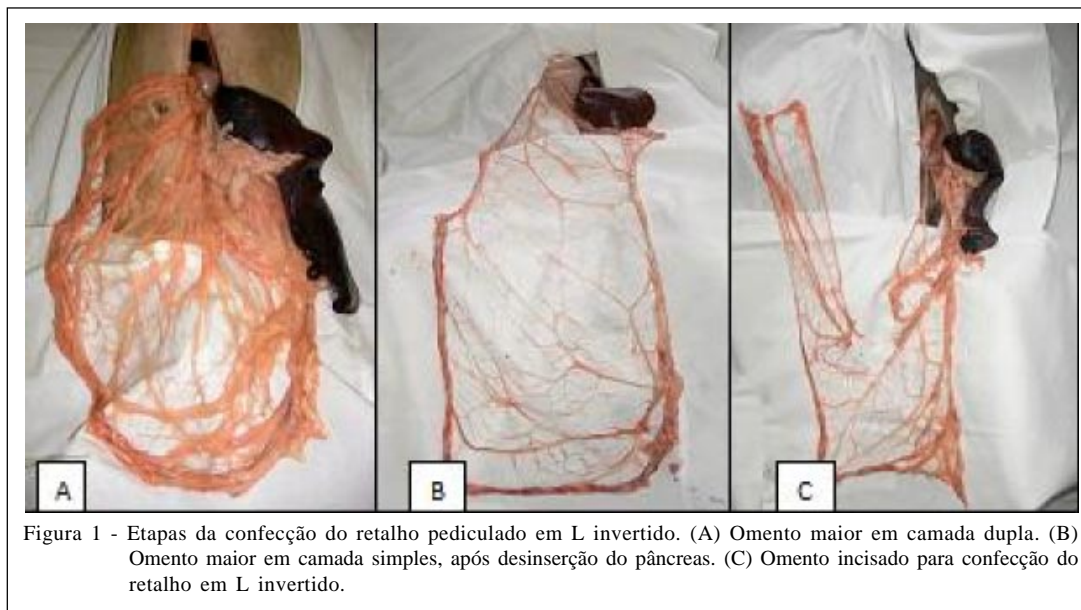 A
B
C
Figura 1 - Etapas da confecção do retalho pediculado em L invertido. (A) Omento maior em camada dupla. (B)
Omento maior em camada simples, após desinserção do pâncreas. (C) Omento incisado para confecção do
retalho em L invertido.